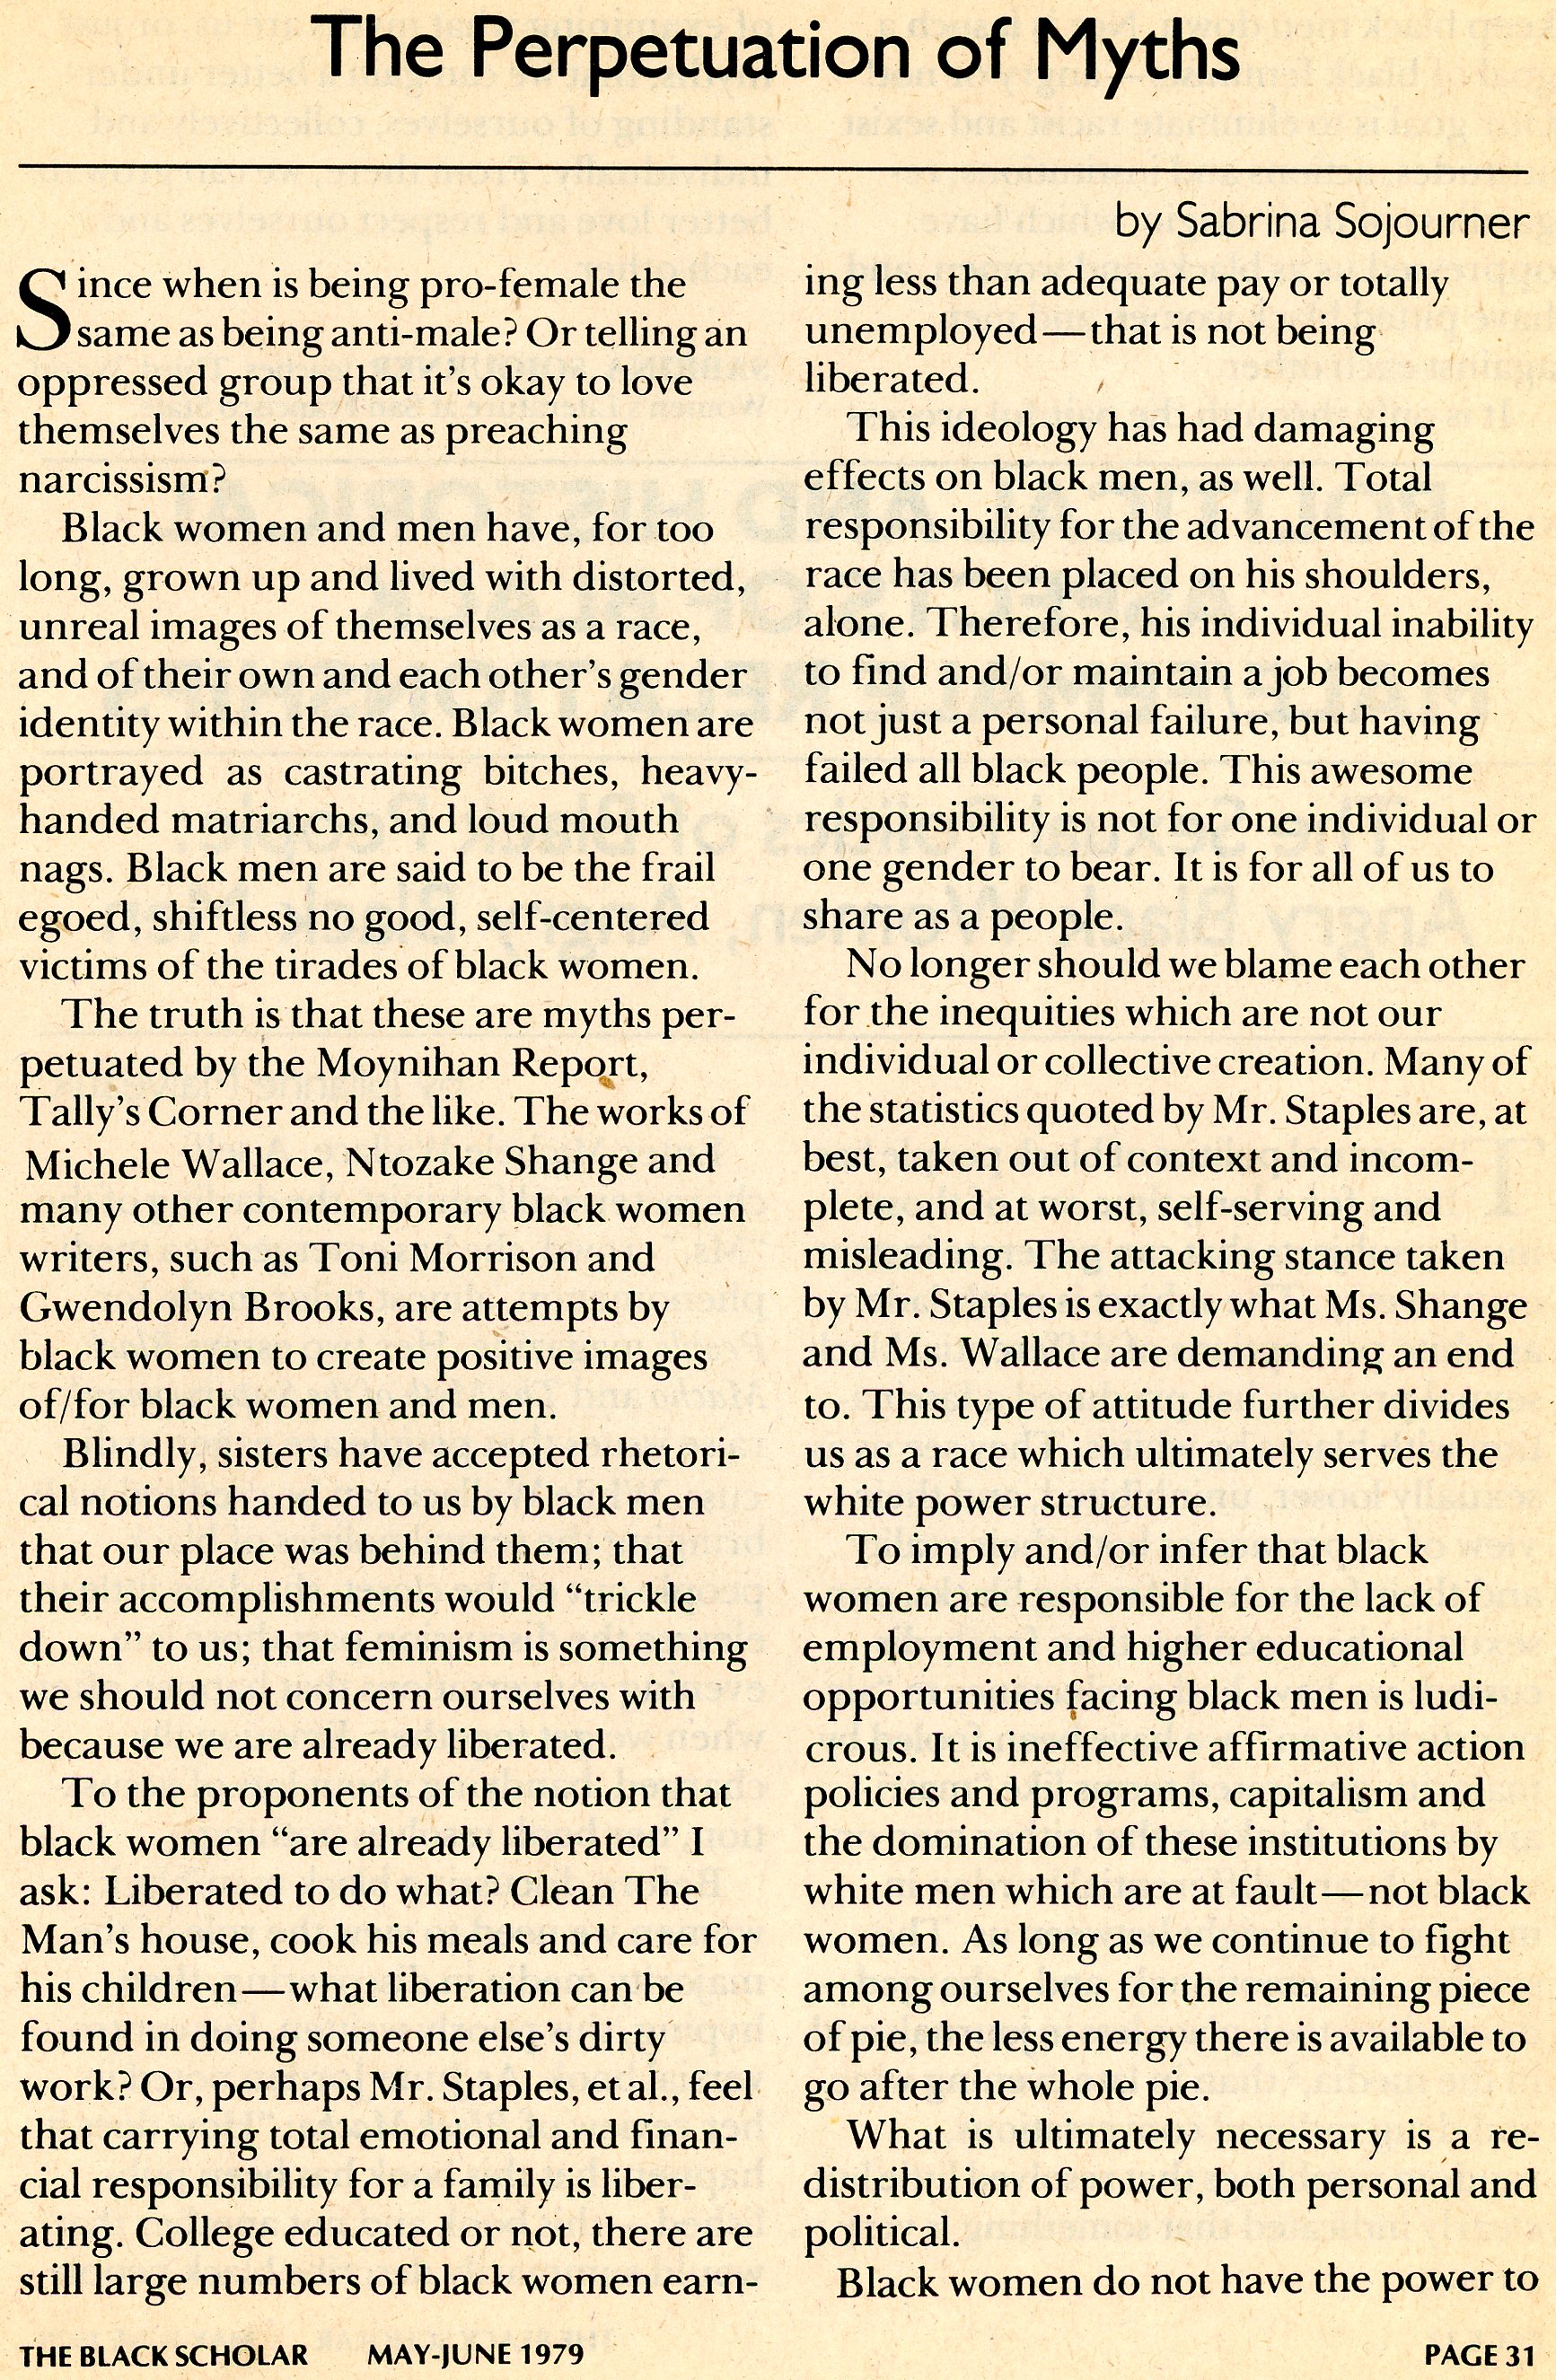 The Perpetuation of Myths
by Sabrina Sojourner
Since when is being pro-female the
same as being anti-male? Or telling an
oppressed group that it's okay to love
themselves the same as preaching
narcissism?
Black women and men have, for too
long, grown up and lived with distorted,
unreal images of themselves as a race,
and of their own and each other's gender
identity within the race. Black women are
portrayed as castrating bitches, heavy-
handed matriarchs, and loud mouth
nags. Black men are said to be the frail
egoed, shiftless no good, self-centered
victims of the tirades of black women.
The truth is that these are myths per-
petuated by the Moynihan Report,
Tally's Corner and the like. The works of
Michele Wallace, Ntozake Shange and
many other contemporary black women
writers, such as Toni Morrison and
Gwendolyn Brooks, are attempts by
black women to create positive images
of/for black women and men.
Blindly, sisters have accepted rhetori-
cal notions handed to us by black men
that our place was behind them; that
their accomplishments would “trickle
down” to us; that feminism is something
we should not concern ourselves with
because we are already liberated.
To the proponents of the notion that
black women “are already liberated” I
ask: Liberated to do what? Clean The
Man's house, cook his meals and care for
his children—what liberation can be
found in doing someone else's dirty
work? Or, perhaps Mr. Staples, et al., feel
that carrying total emotional and finan-
cial responsibility for a family is liber-
ating. College educated or not, there are
still large numbers of black women earn-
ing less than adequate pay or totally
unemployed—that is not being
liberated.
This ideology has had damaging
effects on black men, as well. Total
responsibility for the advancement of the
race has been placed on his shoulders,
alone. Therefore, his individual inability
to find and/or maintain a job becomes
not just a personal failure, but having
failed all black people. This awesome
responsibility is not for one individual or
one gender to bear. It is for all of us to
share as a people.
No longer should we blame each other
for the inequities which are not our
individual or collective creation. Many of
the statistics quoted by Mr. Staples are, at
best, taken out of context and incom-
plete, and at worst, self-serving and
misleading. The attacking stance taken
by Mr. Staples is exactly what Ms. Shange
and Ms. Wallace are demanding an end
to. This type of attitude further divides
us as a race which ultimately serves the
white power structure.
To imply and/or infer that black
women are responsible for the lack of
employment and higher educational
opportunities facing black men is ludi-
crous. It is ineffective affirmative action
policies and programs, capitalism and
the domination of these institutions by
white men which are at fault—not black
women. As long as we continue to fight
among ourselves for the remaining piece
of pie, the less energy there is available to
go after the whole pie.
What is ultimately necessary is a re-
distribution of power, both personal and
political.
Black women do not have the power to
THE BLACK SCHOLAR MAY-JUNE 1979 PAGE 31